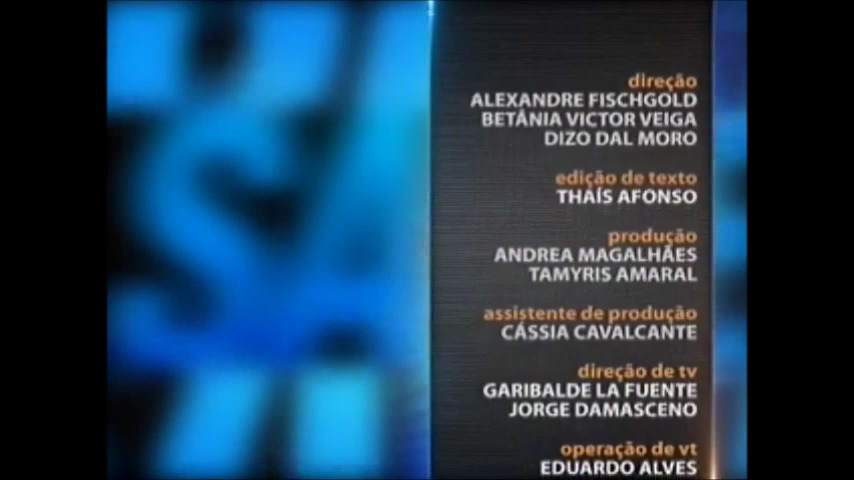 direção
ALEXANDRE FISCHGOLD
BETÂNIA VICTOR VEIGA
DIZO DAL MORO
edição de texto
THAÍS AFONSO
produção
ANDREA MAGALHÃES
TAMYRIS AMARAL
assistente de produção
CÁSSIA CAVALCANTE
direção de tv
GARIBALDE LA FUENTE
JORGE DAMASCENO
operação de vt
EDUARDO ALVES